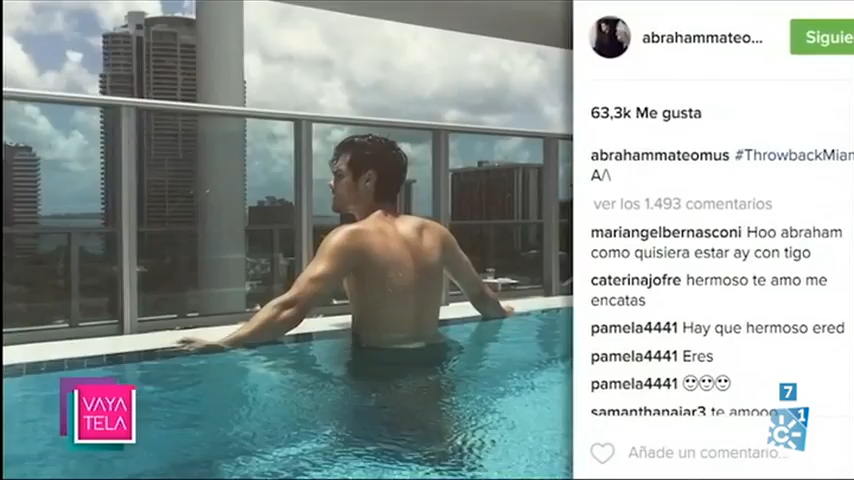 abrahammateo...
Siguie
63,3k Me gusta
abrahammateomus #ThrowbackMiam
A/\
ver los 1.493 comentarios
mariangelbernasconi Hoo abraham
como quisiera estar ay con tigo
caterinajofre hermoso te amo me
encatas
pamela4441 Hay que hermoso ered
pamela4441 Eres
pamela4441
samanthanajar3 te amooo
Añade un comentario...
VAYA
TELA
7
1